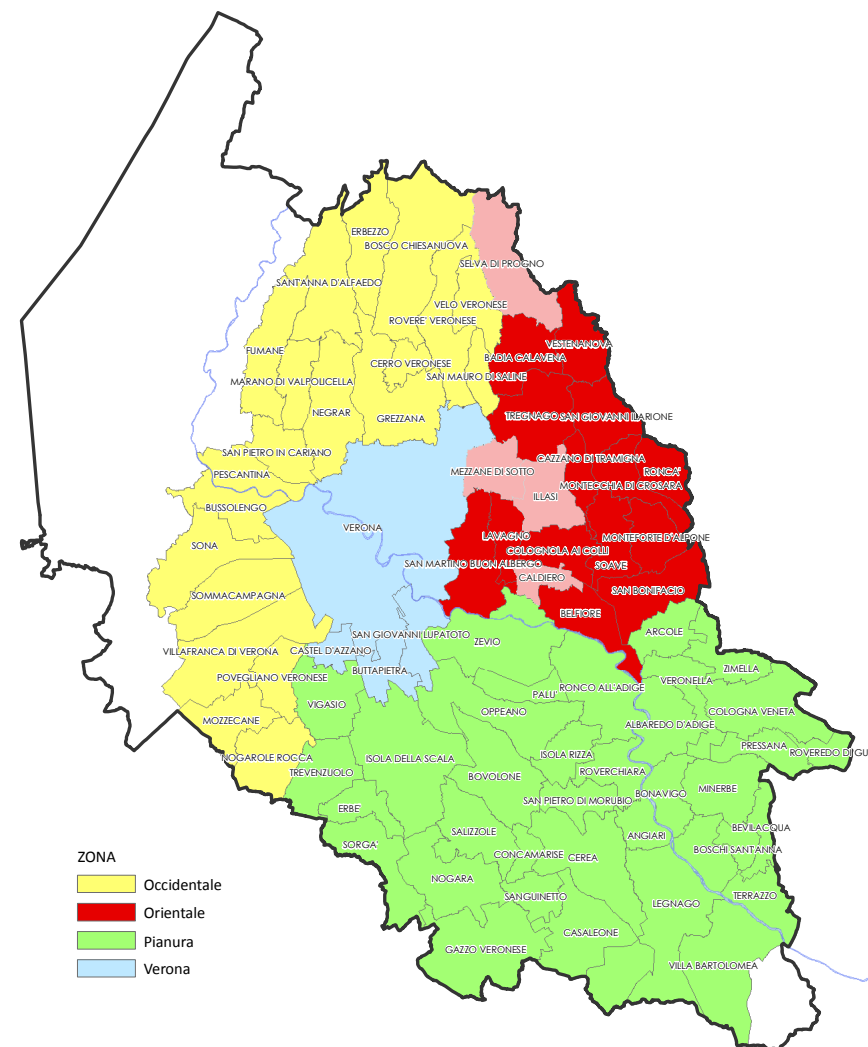 ERBEZZO
BOSCO CHIESANUOVA
SELVA DI PROGNO
SANT'ANNA D'ALFAEDO
VELO VERONESE
ROVERE' VERONESE
VESTENANOVA
FUMANE
BADIA CALAVENA
CERRO VERONESE
SAN MAURO DI SALINE
MARANO DI VALPOLICELLA
NEGRAR
GREZZANA
TREGNAGO
SAN GIOVANNI ILARIONE
SAN PIETRO IN CARIANO
CAZZANO DI TRAMIGNA
PESCANTINA
MEZZANE DI SOTTO
RONCA'
MONTECCHIA DI CROSARA
ILLASI
BUSSOLENGO
VERONA
LAVAGNO
MONTEFORTE D'ALPONE
SONA
COLOGNOLA AI COLLI
SAN MARTINO BUON ALBERGO
SOAVE
CALDIERO
SAN BONIFACIO
SOMMACAMPAGNA
BELFIORE
SAN GIOVANNI LUPATOTO
ZEVIO
ARCOLE
VILLAFRANCA DI VERONA
CASTEL D'AZZANO
BUTTAPIETRA
ZIMELLA
POVEGLIANO VERONESE
VERONELLA
RONCO ALL'ADIGE
PALU'
VIGASIO
OPPEANO
COLOGNA VENETA
MOZZECANE
ALBAREDO D'ADIGE
PRESSANA
ROVEREDO DI GU
NOGAROLE ROCCA
ISOLA DELLA SCALA
ISOLA RIZZA
TREVENZUOLO
BOVOLONE
ROVERCHIARA
MINERBE
BONAVIGO
SAN PIETRO DI MORUBIO
ERBE'
BEVILACQUA
SALIZZOLE
ANGIARI
SORGA'
BOSCHI SANT'ANNA
CONCAMARISE
CEREA
NOGARA
TERRAZZO
SANGUINETTO
LEGNAGO
CASALEONE
GAZZO VERONESE
VILLA BARTOLOMEA
ZONA
Occidentale
Orientale
Pianura
Verona